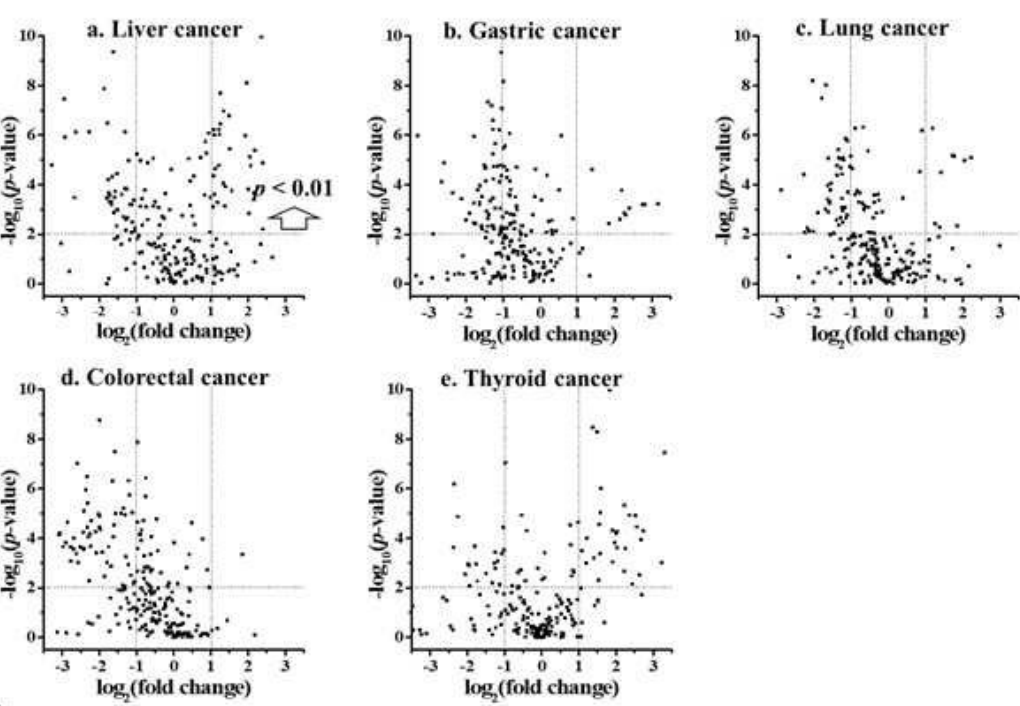 a. Liver cancer
-log10(p-value)
10
8
6
4
2
0
p < 0.01
-3 -2 -1 0 1 2 3
log2(fold change)
b. Gastric cancer
-log10(p-value)
10
8
6
4
2
0
-3 -2 -1 0 1 2 3
log2(fold change)
c. Lung cancer
-log10(p-value)
10
8
6
4
2
0
-3 -2 -1 0 1 2 3
log2(fold change)
d. Colorectal cancer
-log10(p-value)
10
8
6
4
2
0
-3 -2 -1 0 1 2 3
log2(fold change)
e. Thyroid cancer
-log10(p-value)
10
8
6
4
2
0
-3 -2 -1 0 1 2 3
log2(fold change)